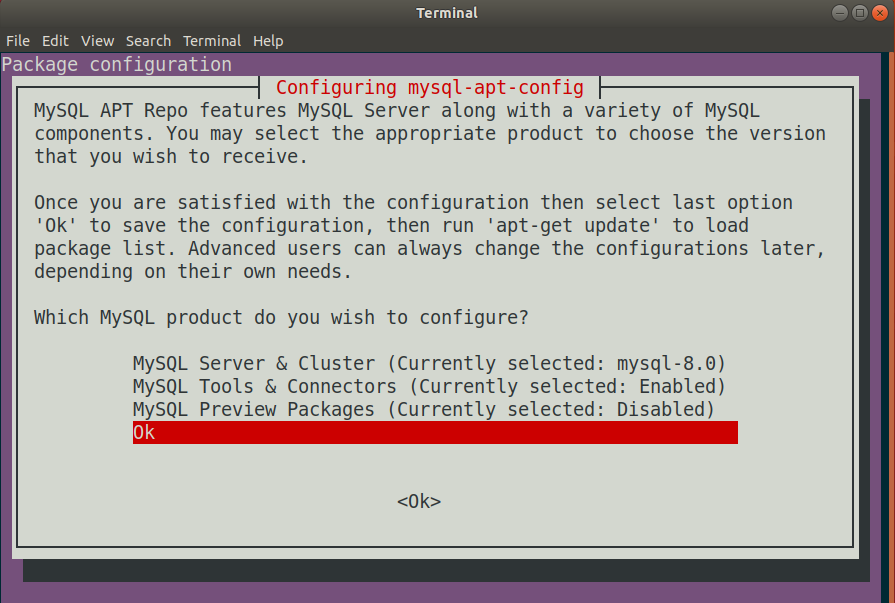 Terminal
File Edit View Search Terminal Help
Package configuration
Configuring mysql-apt-config
MySQL APT Repo features MySQL Server along with a variety of MySQL
components. You may select the appropriate product to choose the version
that you wish to receive.
Once you are satisfied with the configuration then select last option
'Ok' to save the configuration, then run 'apt-get update' to load
package list. Advanced users can always change the configurations later,
depending on their own needs.
Which MySQL product do you wish to configure?
MySQL Server & Cluster (Currently selected: mysql-8.0)
MySQL Tools & Connectors (Currently selected: Enabled)
MySQL Preview Packages (Currently selected: Disabled)
Ok
<Ok>